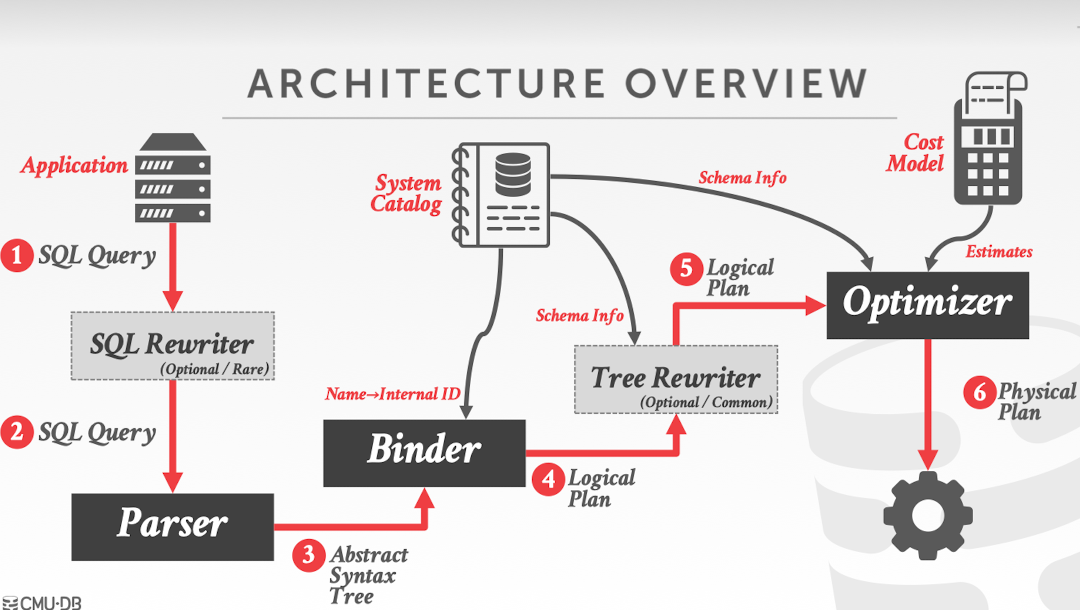 ARCHITECTURE OVERVIEW
Application
1 SQL Query
SQL Rewriter
(Optional / Rare)
2 SQL Query
Parser
3 Abstract
Syntax
Tree
System
Catalog
Name→Internal ID
Binder
4 Logical
Plan
Schema Info
Tree Rewriter
(Optional / Common)
5 Logical
Plan
Schema Info
Cost
Model
Estimates
Optimizer
6 Physical
Plan
CMU·DB